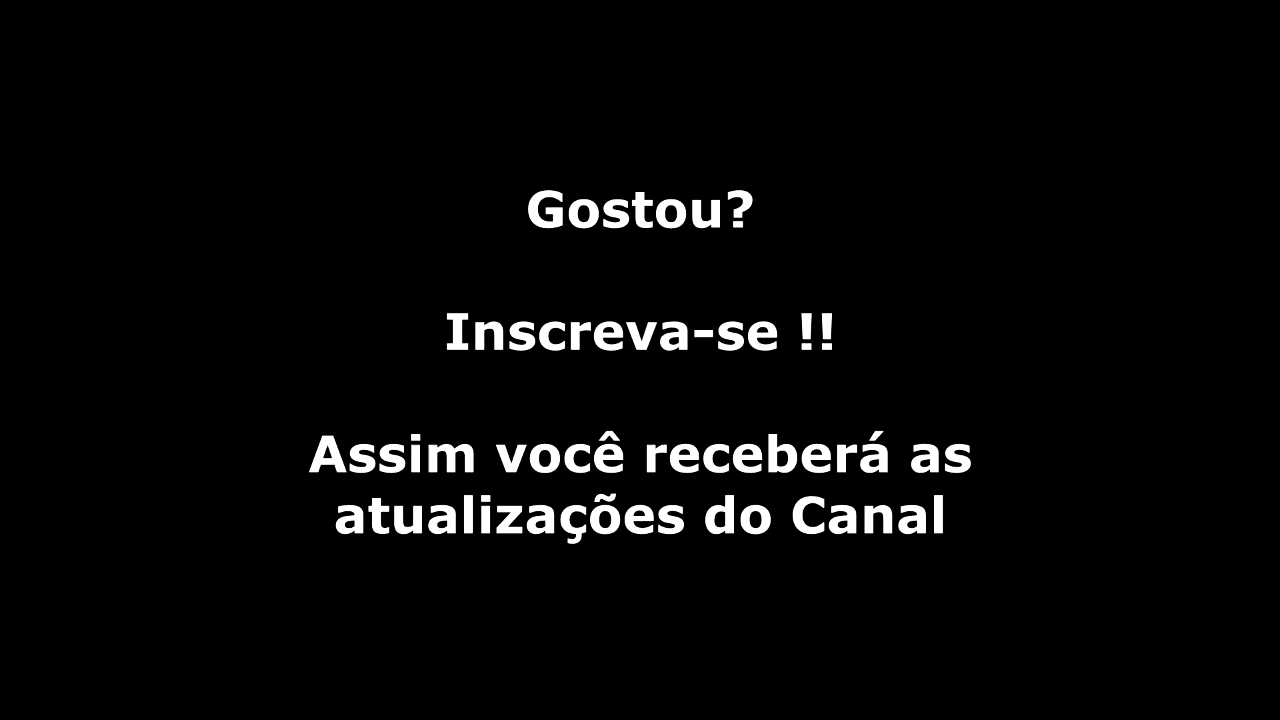 Gostou?
Inscreva-se !!
Assim você receberá as
atualizações do Canal